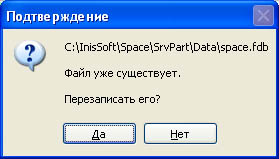 Подтверждение
C:\InisSoft\Space\SrvPart\Data\space.fdb
Файл уже существует.
Перезаписать его?
Да Нет